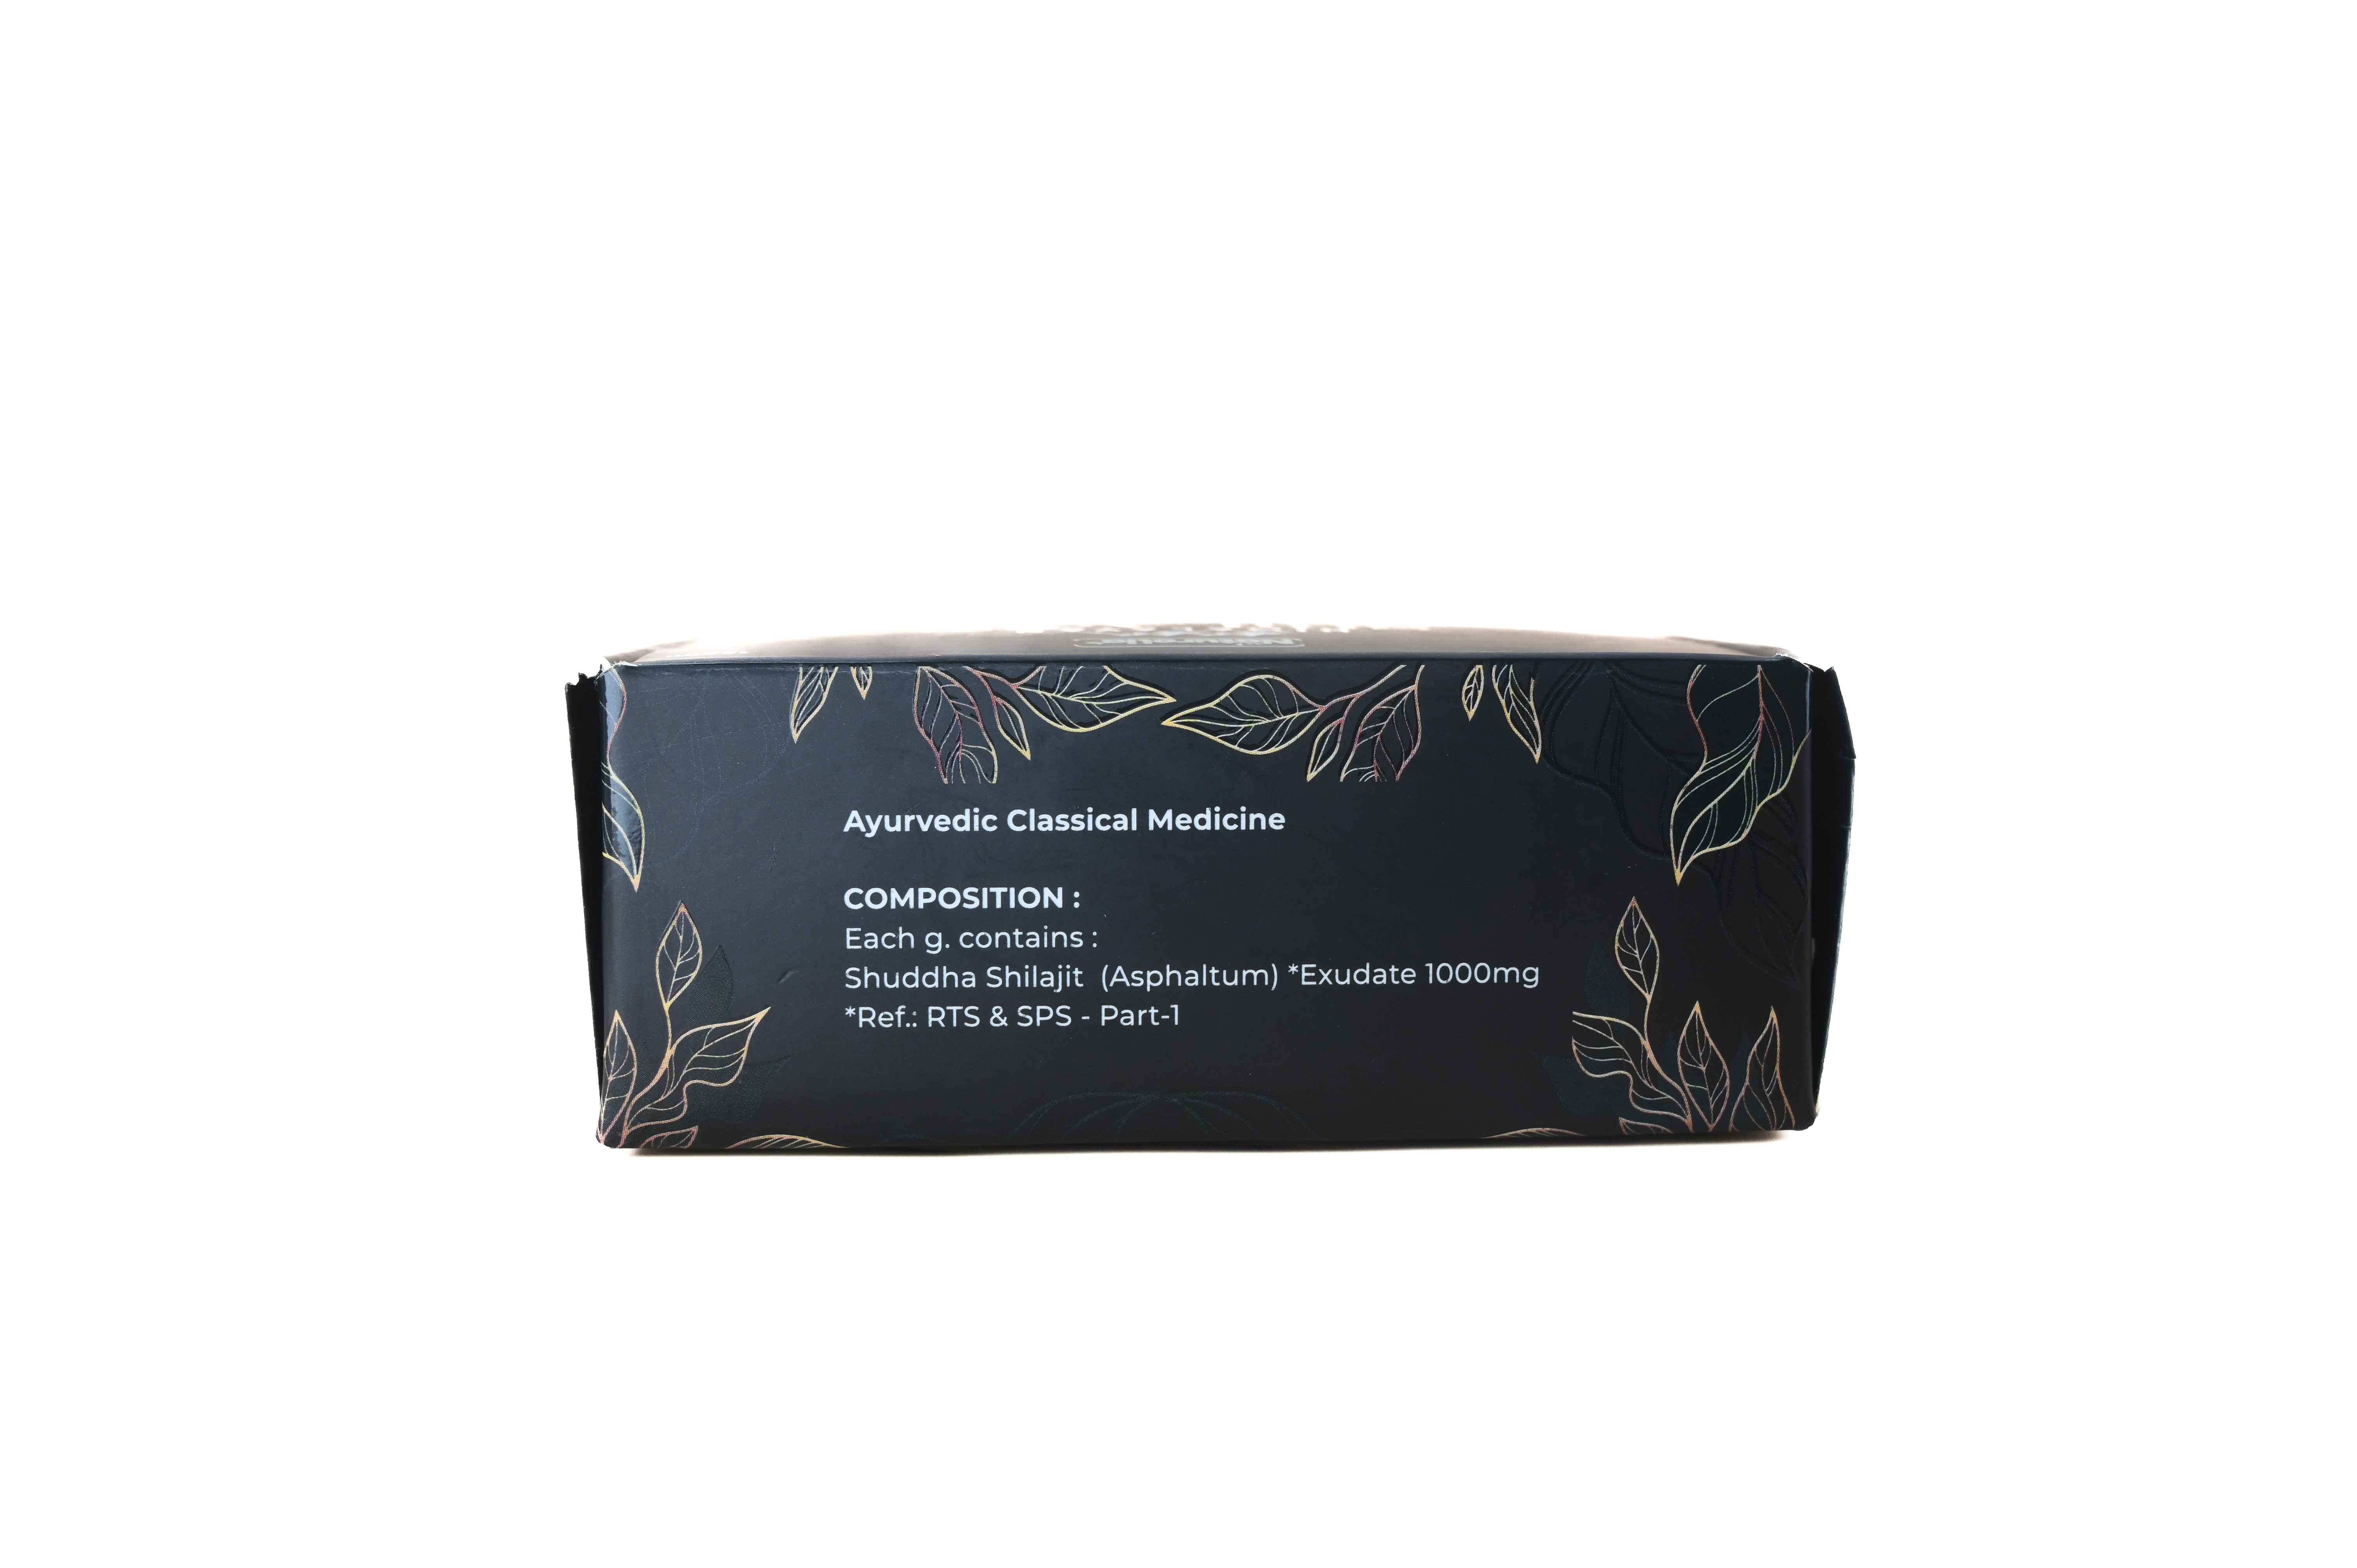 Ayurvedic Classical Medicine
COMPOSITION :
Each g. contains :
Shuddha Shilajit (Asphaltum) *Exudate 1000mg
*Ref.: RTS & SPS - Part-1